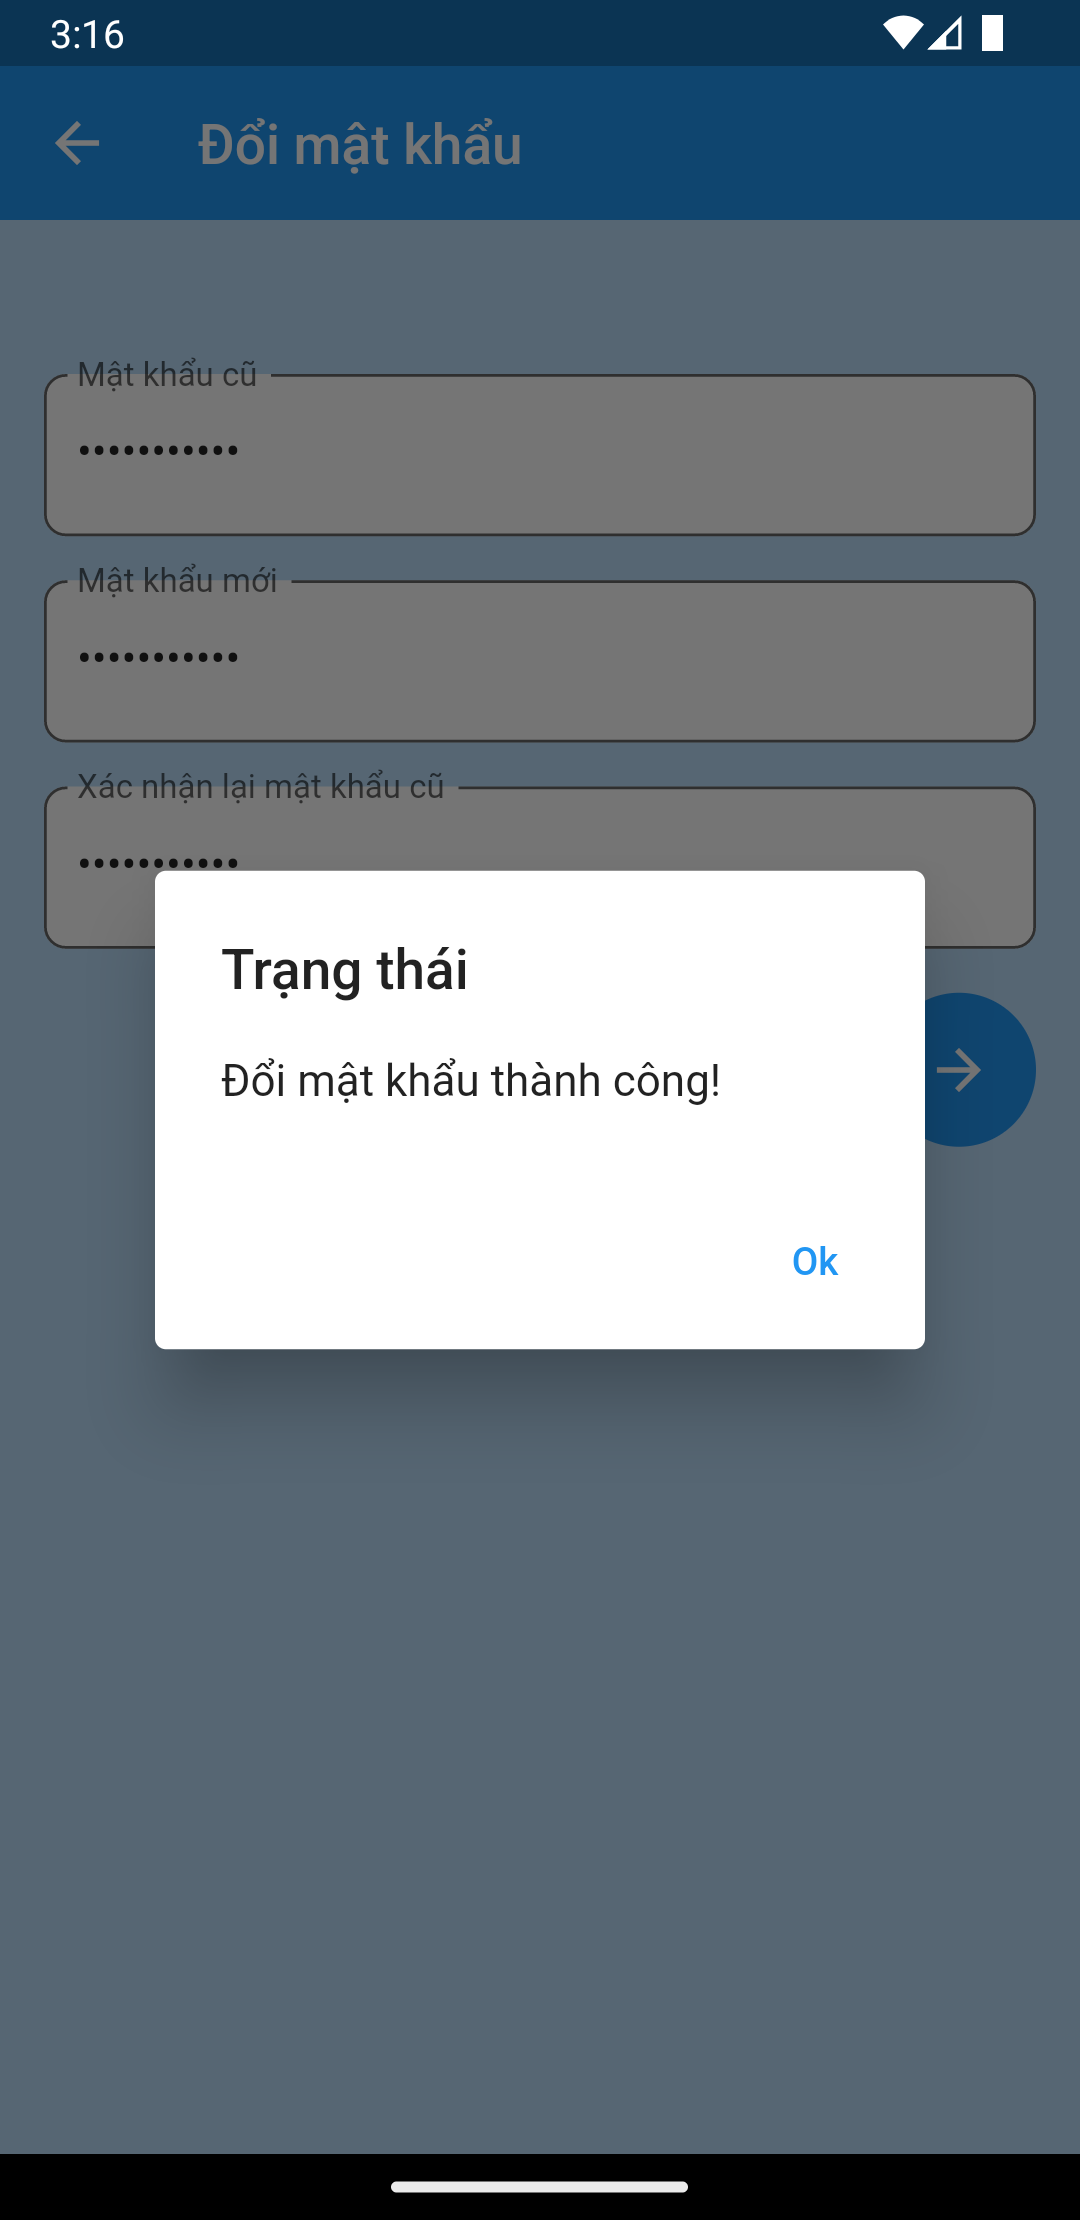 3:16
Đổi mật khẩu
Mật khẩu cũ
•••••••••••
Mật khẩu mới
•••••••••••
Xác nhận lại mật khẩu cũ
•••••••••••
Trạng thái
Đổi mật khẩu thành công!
Ok